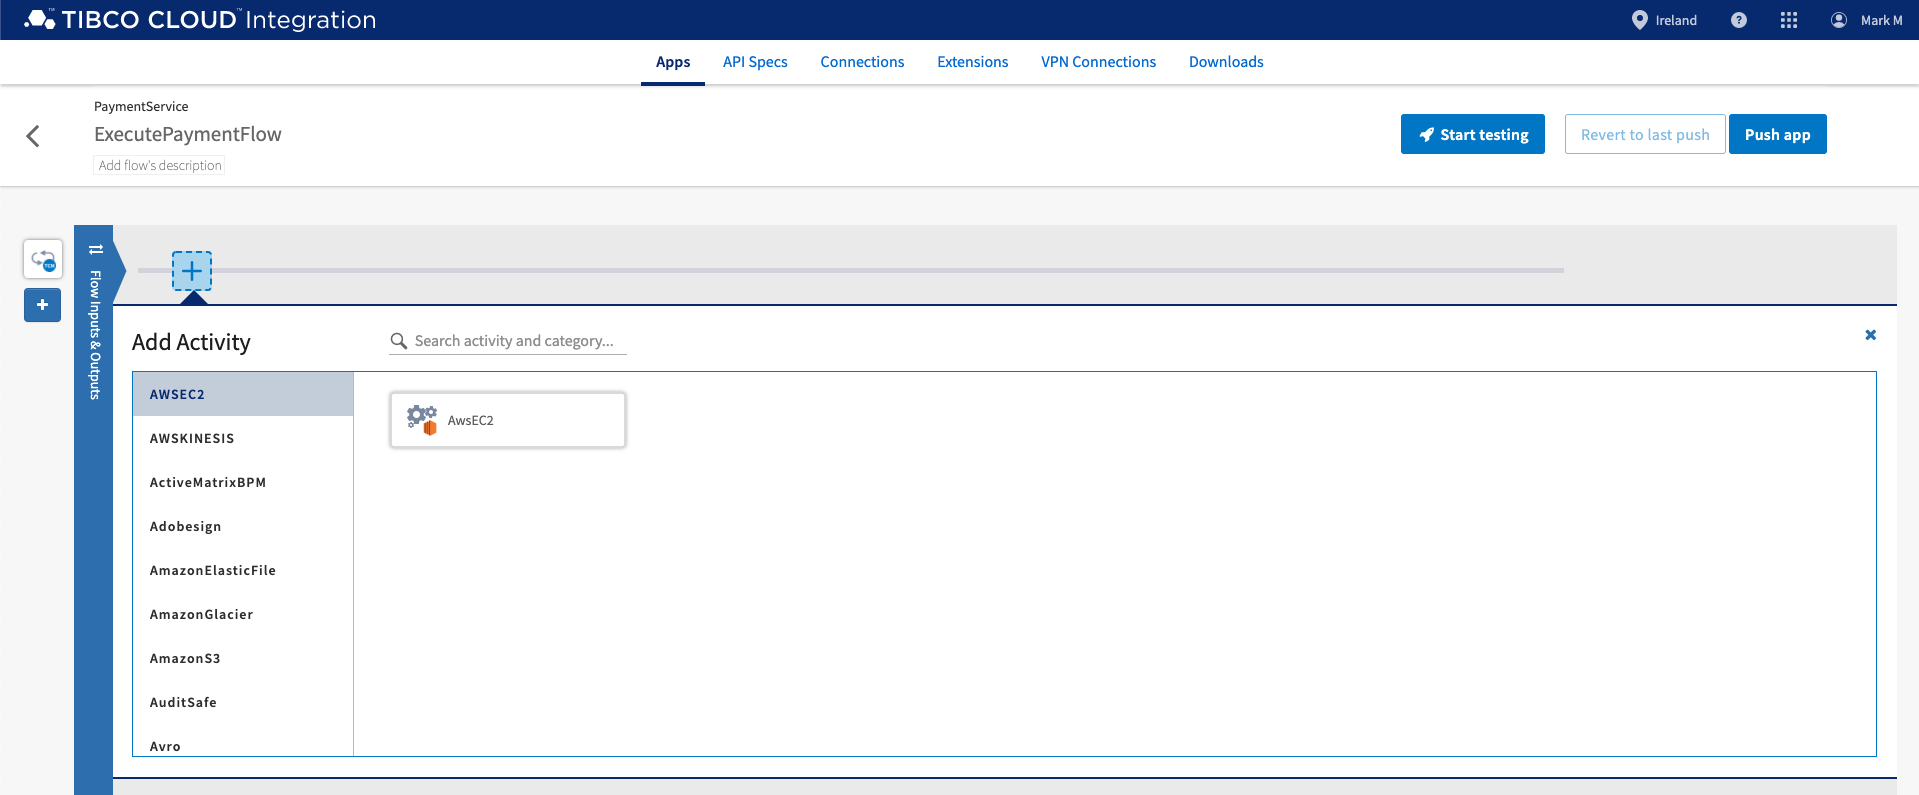 TIBCO CLOUD™ Integration
Ireland
?
Mark M
Apps
API Specs
Connections
Extensions
VPN Connections
Downloads
PaymentService
ExecutePaymentFlow
Add flow's description
Start testing
Revert to last push
Push app
TCM
Flow Inputs & Outputs
Add Activity
Search activity and category...
AWSEC2
AwsEC2
AWSKINESIS
ActiveMatrixBPM
Adobesign
AmazonElasticFile
AmazonGlacier
AmazonS3
AuditSafe
Avro